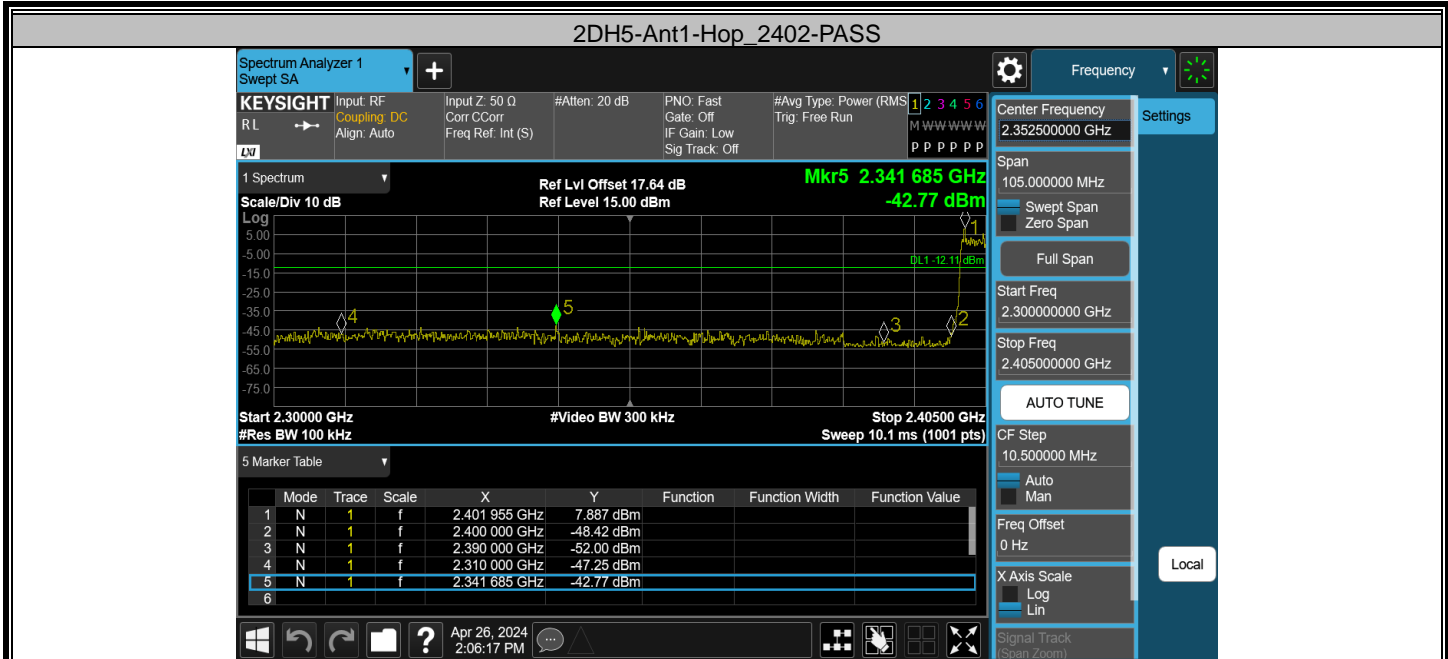 2DH5-Ant1-Hop_2402-PASS
Spectrum Analyzer 1
Swept SA
+
Frequency
KEYSIGHT Input: RF Input Z: 50 Ω #Atten: 20 dB PNO: Fast #Avg Type: Power (RMS 1 2 3 4 5 6
RL Coupling: DC Corr CCorr Gate: Off Trig: Free Run M W W W W W
Align: Auto Freq Ref: Int (S) IF Gain: Low
LXI Sig Track: Off P P P P P P
1 Spectrum Ref Lvl Offset 17.64 dB Mkr5 2.341 685 GHz
Scale/Div 10 dB Ref Level 15.00 dBm -42.77 dBm
Log
5.00
-5.00
-15.0
-25.0
-35.0
-45.0
-55.0
-65.0
-75.0
1
DL1 -12.11 dBm
5
4
3
2
Start 2.30000 GHz #Video BW 300 kHz Stop 2.40500 GHz
#Res BW 100 kHz Sweep 10.1 ms (1001 pts)
5 Marker Table
Mode Trace Scale X Y Function Function Width Function Value
1 N 1 f 2.401 955 GHz 7.887 dBm
2 N 1 f 2.400 000 GHz -48.42 dBm
3 N 1 f 2.390 000 GHz -52.00 dBm
4 N 1 f 2.310 000 GHz -47.25 dBm
5 N 1 f 2.341 685 GHz -42.77 dBm
6
? Apr 26, 2024
2:06:17 PM
Center Frequency
2.352500000 GHz
Settings
Span
105.000000 MHz
Swept Span
Zero Span
Full Span
Start Freq
2.300000000 GHz
Stop Freq
2.405000000 GHz
AUTO TUNE
CF Step
10.500000 MHz
Auto
Man
Freq Offset
0 Hz
Local
X Axis Scale
Log
Lin
Signal Track
(Span Zoom)